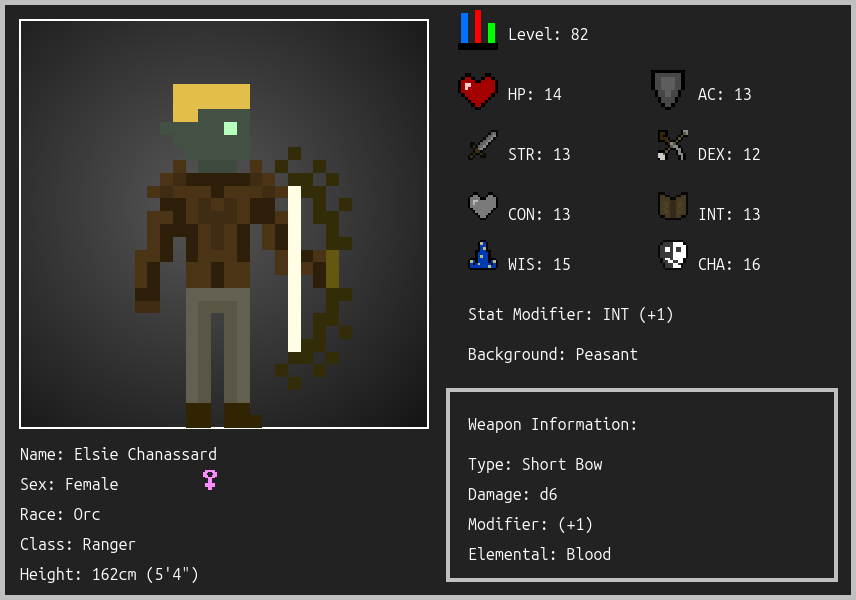 Level: 82
HP: 14
AC: 13
STR: 13
DEX: 12
CON: 13
INT: 13
WIS: 15
CHA: 16
Stat Modifier: INT (+1)
Background: Peasant
Weapon Information:
Type: Short Bow
Damage: d6
Modifier: (+1)
Elemental: Blood
Name: Elsie Chanassard
Sex: Female
Race: Orc
Class: Ranger
Height: 162cm (5'4")